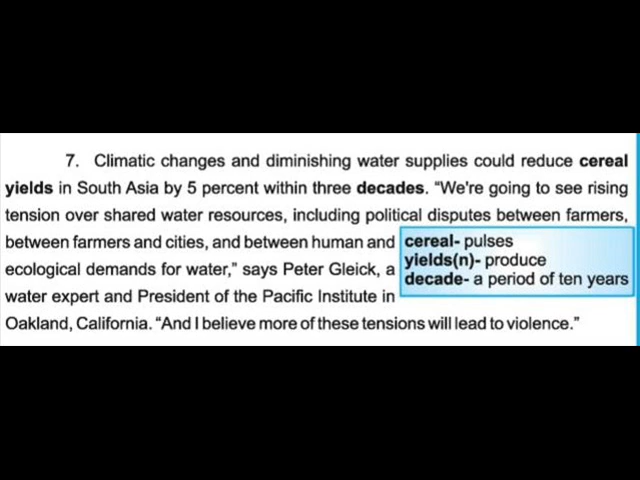 7. Climatic changes and diminishing water supplies could reduce cereal
yields in South Asia by 5 percent within three decades. "We're going to see rising
tension over shared water resources, including political disputes between farmers,
between farmers and cities, and between human and
ecological demands for water," says Peter Gleick, a
water expert and President of the Pacific Institute in
Oakland, California. "And I believe more of these tensions will lead to violence."
cereal- pulses
yields(n)- produce
decade- a period of ten years